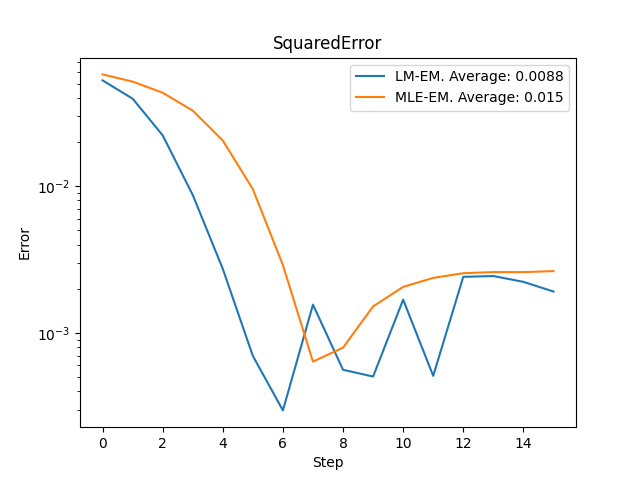 SquaredError
LM-EM. Average: 0.0088
MLE-EM. Average: 0.015
Error
10⁻²
10⁻³
0 2 4 6 8 10 12 14
Step